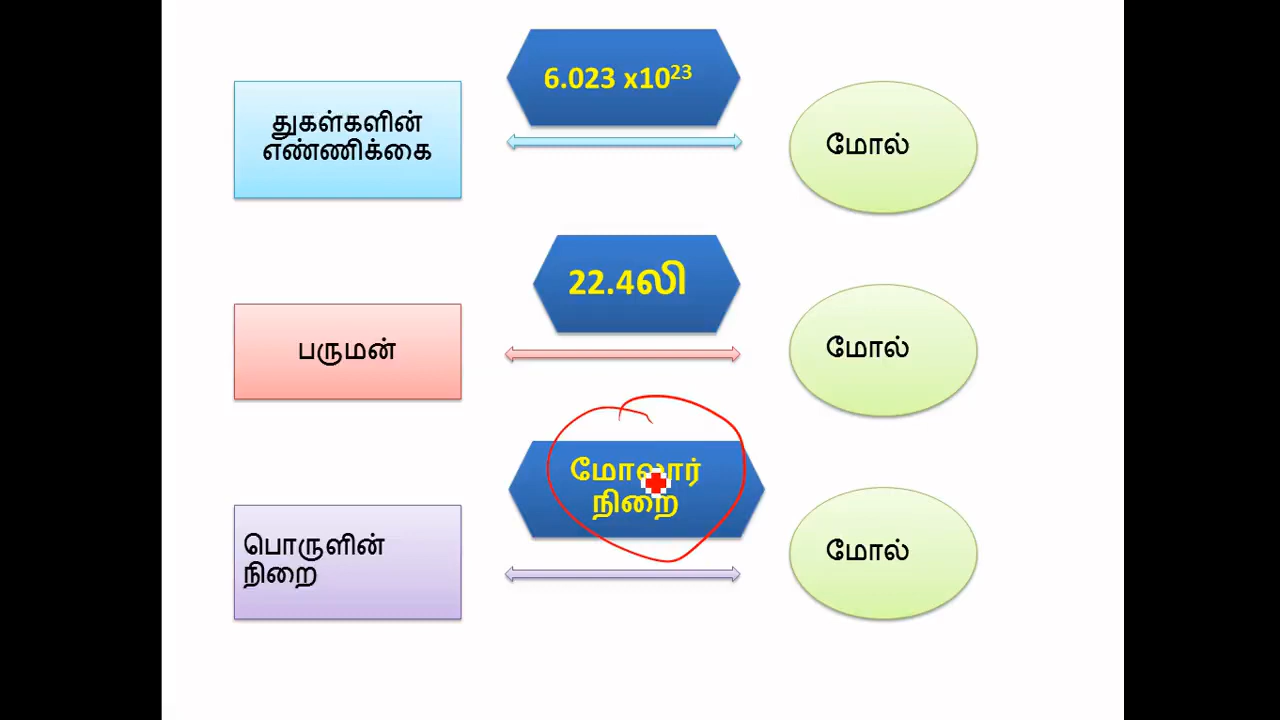 6.023 x10²³
துகள்களின்
எண்ணிக்கை
மோல்
22.4லி
பருமன்
மோல்
மோலார்
நிறை
பொருளின்
நிறை
மோல்